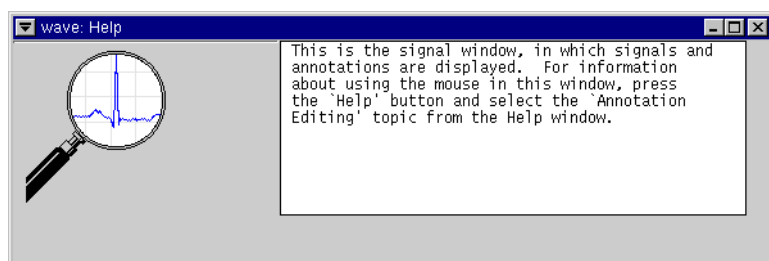 wave: Help
This is the signal window, in which signals and
annotations are displayed.  For information
about using the mouse in this window, press
the `Help' button and select the `Annotation
Editing' topic from the Help window.